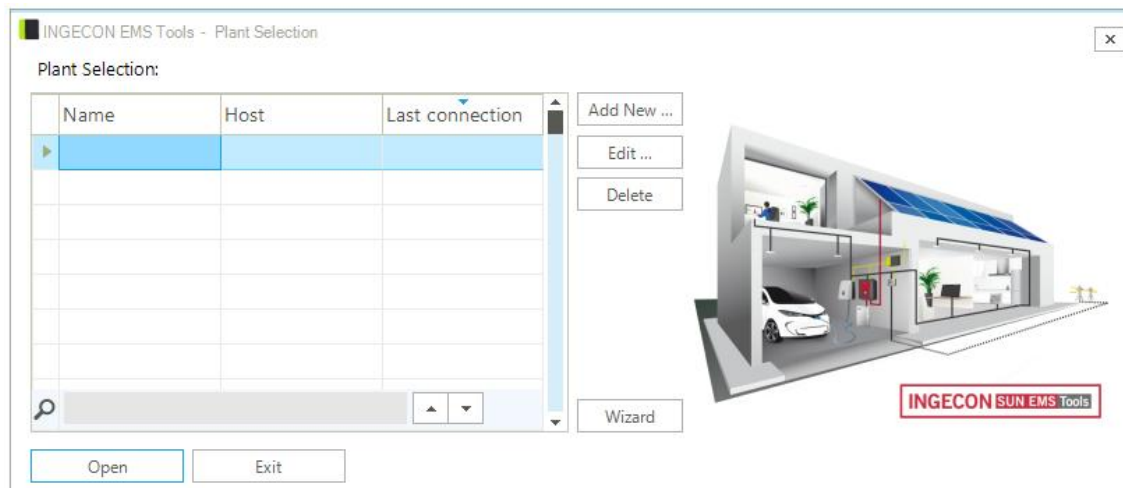 INGECON EMS Tools - Plant Selection
Plant Selection:
Name Host Last connection
Add New ...
Edit ...
Delete
Wizard
INGECON SUN EMS Tools
Open Exit